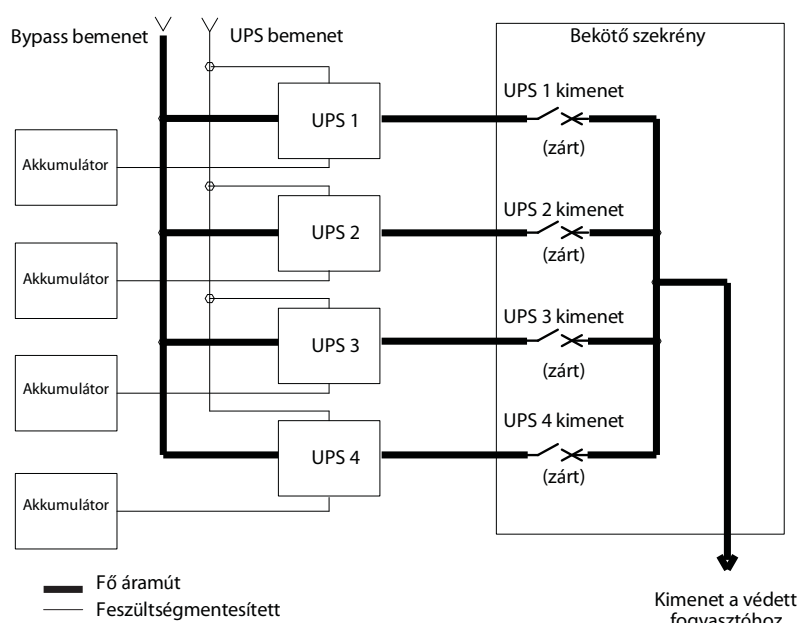 Bypass bemenet
UPS bemenet
Bekötő szekrény
UPS 1 kimenet
UPS 1
(zárt)
Akkumulátor
UPS 2 kimenet
UPS 2
(zárt)
Akkumulátor
UPS 3 kimenet
UPS 3
(zárt)
Akkumulátor
UPS 4 kimenet
UPS 4
(zárt)
Akkumulátor
Fő áramút
Feszültségmentesített
Kimenet a védett
fogyasztóhoz